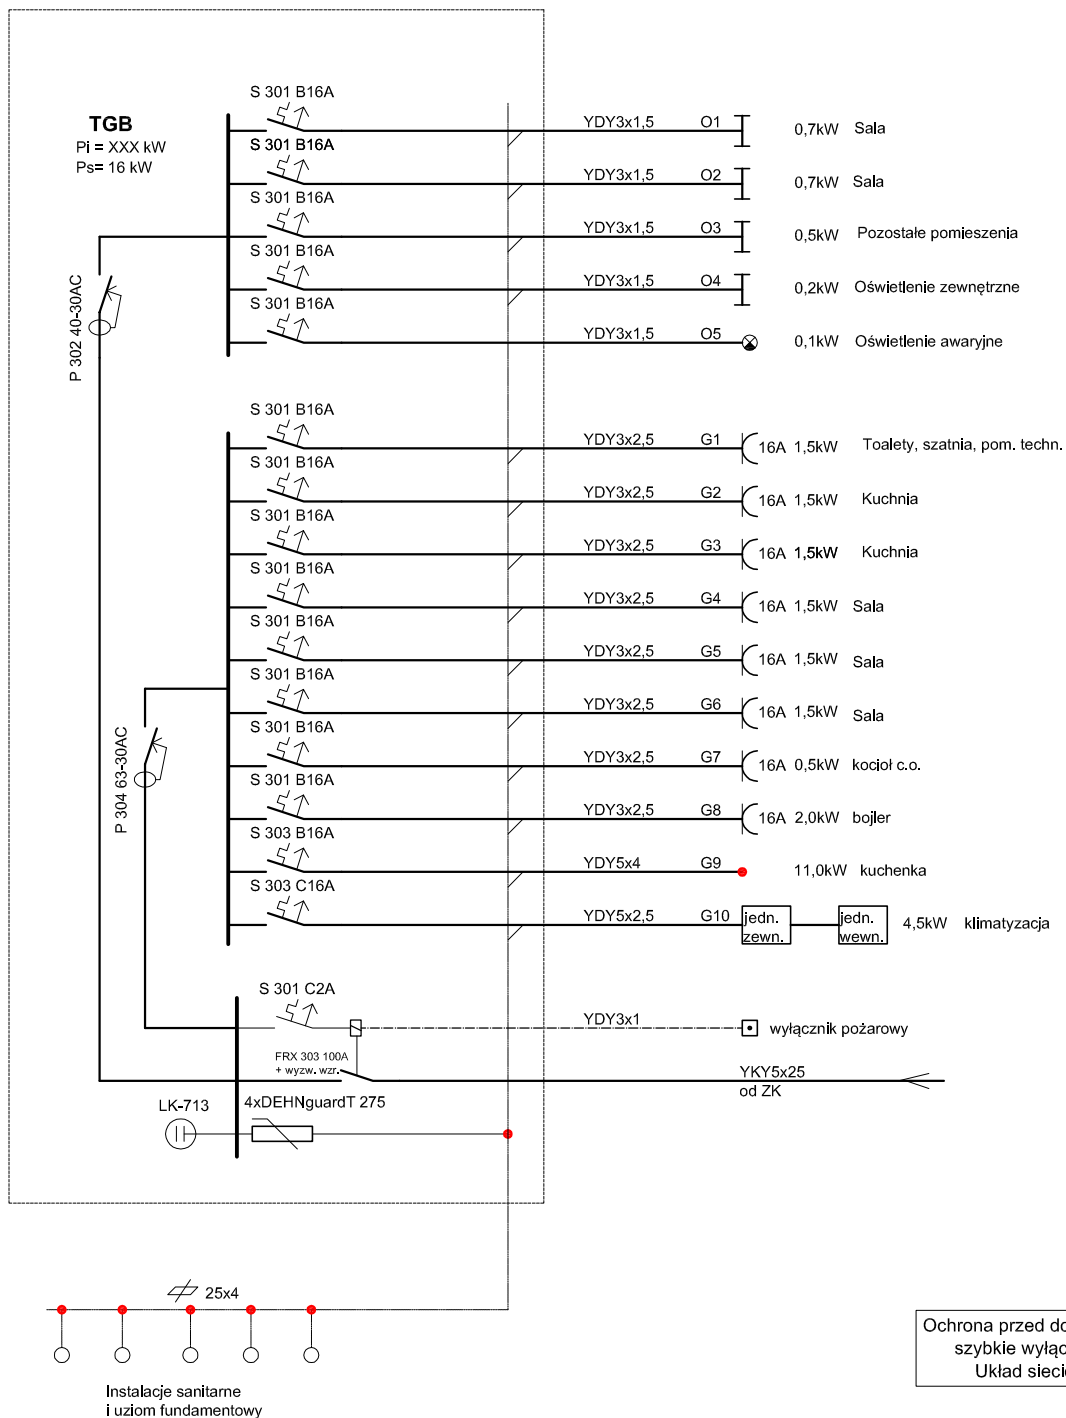 TGB
Pi = XXX kW
Ps= 16 kW
S 301 B16A
YDY3x1,5 O1 0,7kW Sala
S 301 B16A
YDY3x1,5 O2 0,7kW Sala
S 301 B16A
YDY3x1,5 O3 0,5kW Pozostałe pomieszenia
S 301 B16A
YDY3x1,5 O4 0,2kW Oświetlenie zewnętrzne
S 301 B16A
YDY3x1,5 O5 0,1kW Oświetlenie awaryjne
P 302 40-30AC
S 301 B16A
YDY3x2,5 G1 16A 1,5kW Toalety, szatnia, pom. techn.
S 301 B16A
YDY3x2,5 G2 16A 1,5kW Kuchnia
S 301 B16A
YDY3x2,5 G3 16A 1,5kW Kuchnia
S 301 B16A
YDY3x2,5 G4 16A 1,5kW Sala
S 301 B16A
YDY3x2,5 G5 16A 1,5kW Sala
S 301 B16A
YDY3x2,5 G6 16A 1,5kW Sala
S 301 B16A
YDY3x2,5 G7 16A 0,5kW kocioł c.o.
S 301 B16A
YDY3x2,5 G8 16A 2,0kW bojler
S 303 B16A
YDY5x4 G9 11,0kW kuchenka
S 303 C16A
YDY5x2,5 G10 jedn. zewn. jedn. wewn. 4,5kW klimatyzacja
P 304 63-30AC
S 301 C2A
YDY3x1 wyłącznik pożarowy
FRX 303 100A
+ wyzw. wzr.
YKY5x25
od ZK
LK-713
4xDEHNguardT 275
25x4
Instalacje sanitarne
i uziom fundamentowy
Ochrona przed do
szybkie wyłąc
Układ sieci